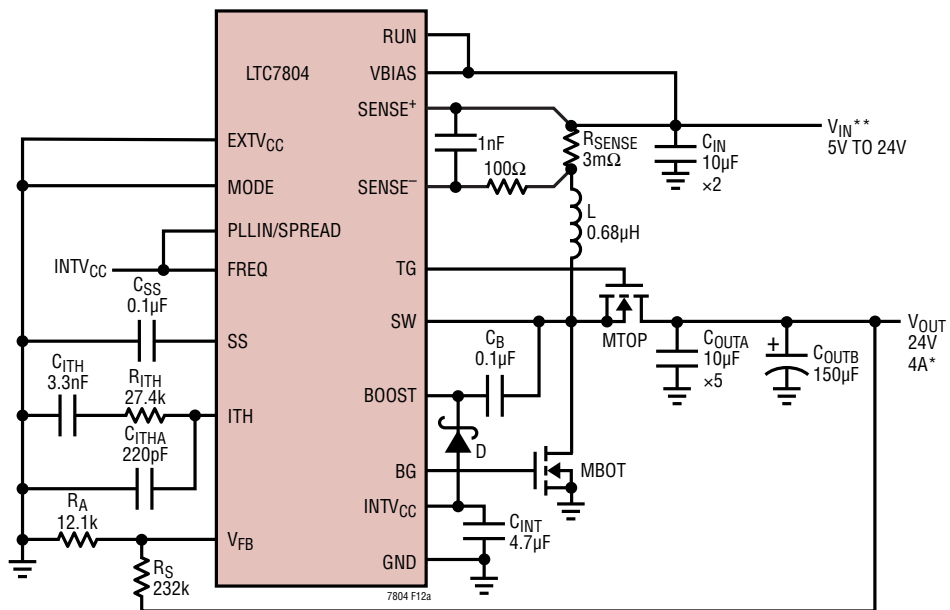 LTC7804
RUN
VBIAS
SENSE+
SENSE−
1nF
100Ω
RSENSE
3mΩ
CIN
10µF
×2
VIN**
5V TO 24V
L
0.68µH
EXTVCC
MODE
PLLIN/SPREAD
INTVCC
FREQ
CSS
0.1µF
SS
CITH
3.3nF
RITH
27.4k
ITH
CITHA
220pF
RA
12.1k
VFB
RS
232k
TG
SW
MTOP
CB
0.1µF
BOOST
D
BG
MBOT
INTVCC
CINT
4.7µF
GND
COUTA
10µF
×5
+
COUTB
150µF
VOUT
24V
4A*
7804 F12a